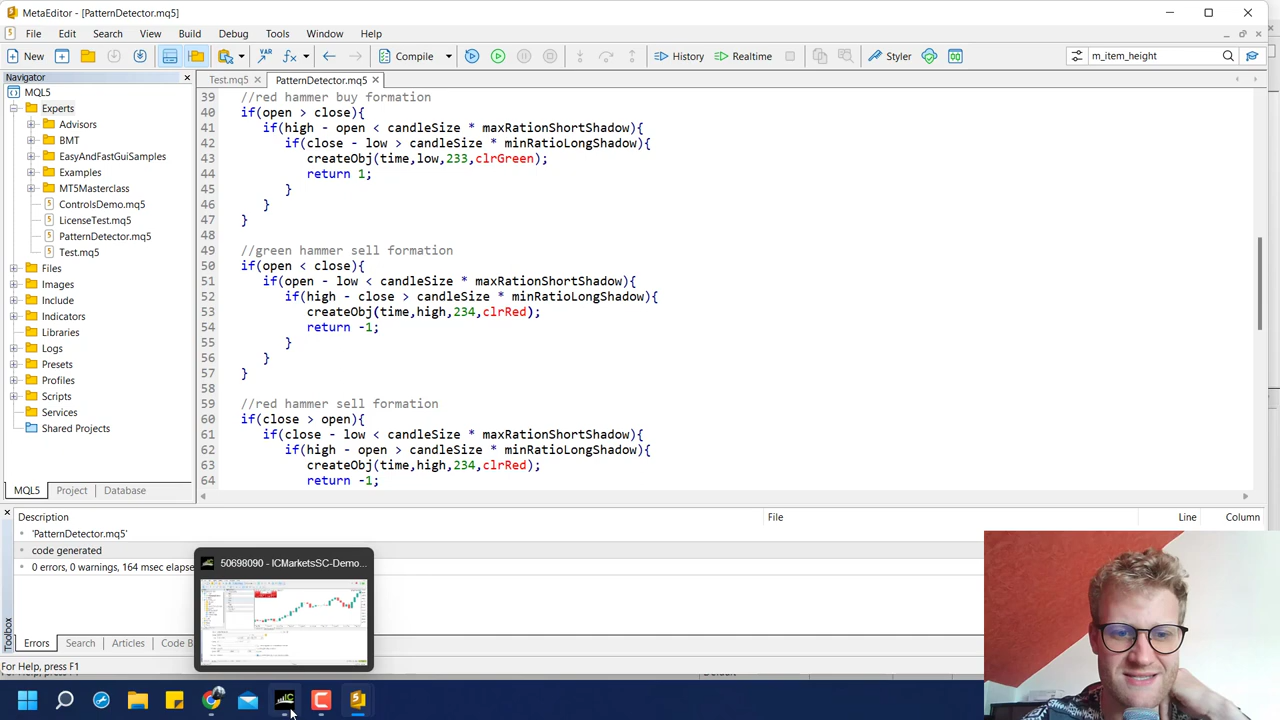 MetaEditor - [PatternDetector.mq5]
File Edit Search View Build Debug Tools Window Help
New Compile History Realtime Styler m_item_height
Navigator
Test.mq5 PatternDetector.mq5
MQL5
Experts
Advisors
BMT
EasyAndFastGuiSamples
Examples
MT5Masterclass
ControlsDemo.mq5
LicenseTest.mq5
PatternDetector.mq5
Test.mq5
Files
Images
Include
Indicators
Libraries
Logs
Presets
Profiles
Scripts
Services
Shared Projects
MQL5 Project Database
39 //red hammer buy formation
40 if(open > close){
41 if(high - open < candleSize * maxRationShortShadow){
42 if(close - low > candleSize * minRatioLongShadow){
43 createObj(time,low,233,clrGreen);
44 return 1;
45 }
46 }
47 }
48
49 //green hammer sell formation
50 if(open < close){
51 if(open - low < candleSize * maxRationShortShadow){
52 if(high - close > candleSize * minRatioLongShadow){
53 createObj(time,high,234,clrRed);
54 return -1;
55 }
56 }
57 }
58
59 //red hammer sell formation
60 if(close > open){
61 if(close - low < candleSize * maxRationShortShadow){
62 if(high - open > candleSize * minRatioLongShadow){
63 createObj(time,high,234,clrRed);
64 return -1;
Description File Line Column
'PatternDetector.mq5'
code generated
0 errors, 0 warnings, 164 msec elapse
50698090 - ICMarketsSC-Demo...
Toolbox
Errors Search Articles Code B
For Help, press F1
For Help, press F1